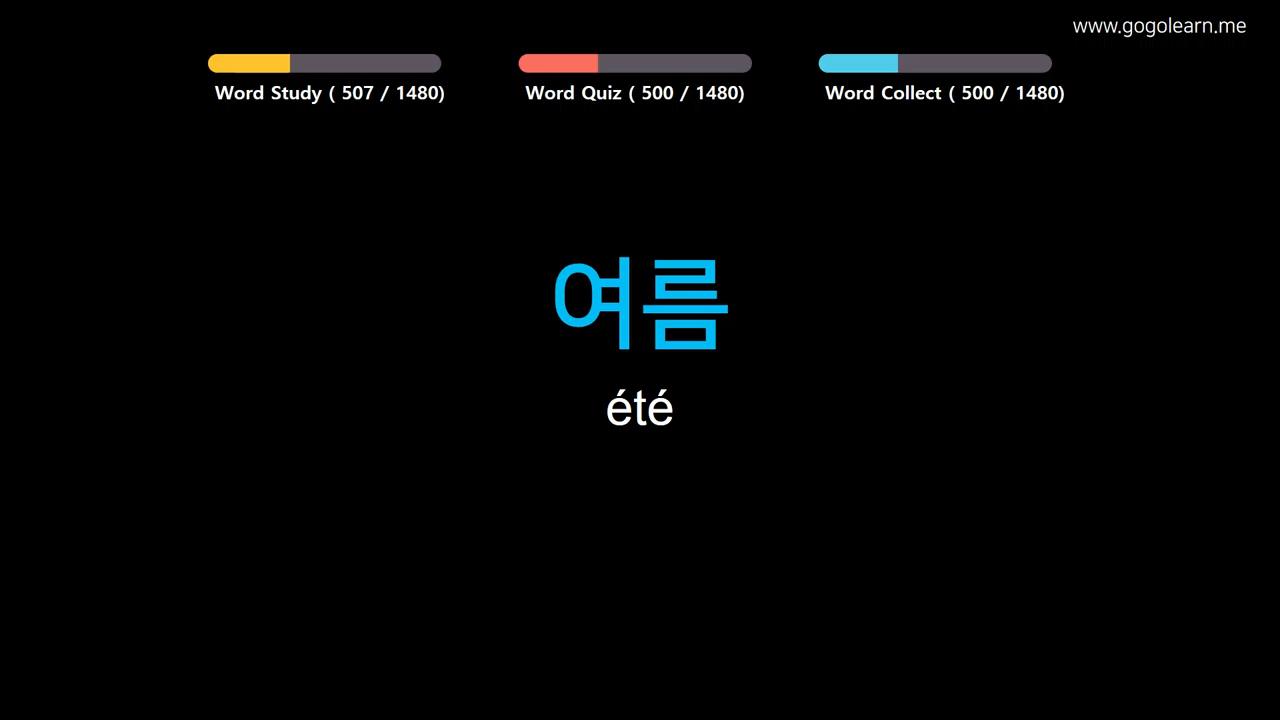 www.gogolearn.me
Word Study ( 507 / 1480)
Word Quiz ( 500 / 1480)
Word Collect ( 500 / 1480)
여름
été